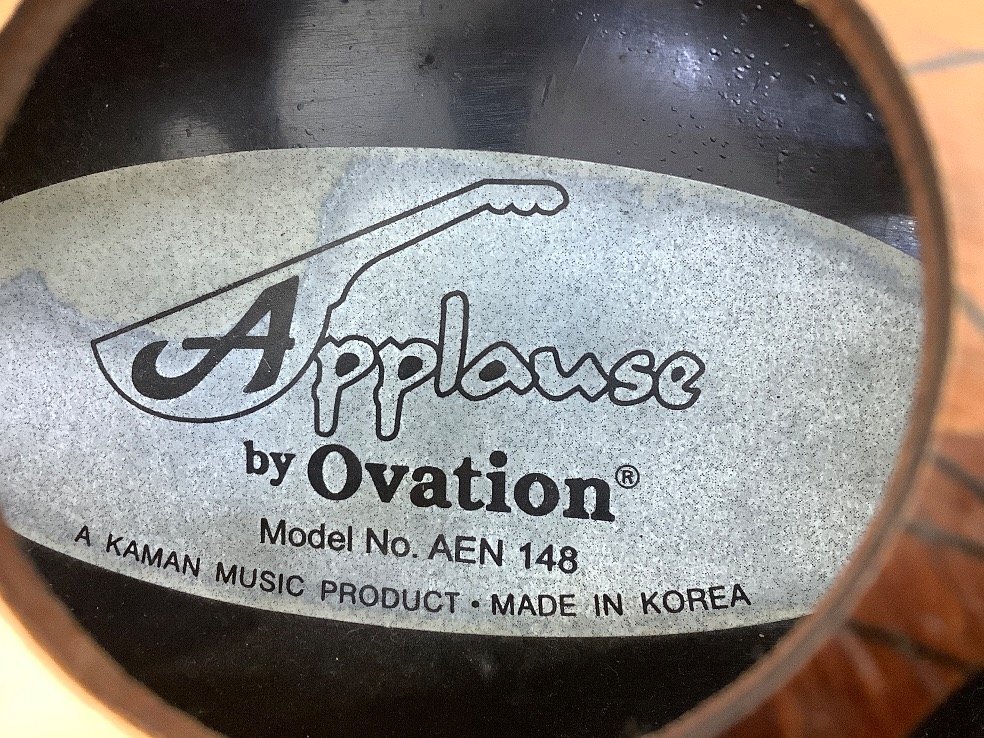 Applause
by Ovation®
Model No. AEN 148
A KAMAN MUSIC PRODUCT • MADE IN KOREA